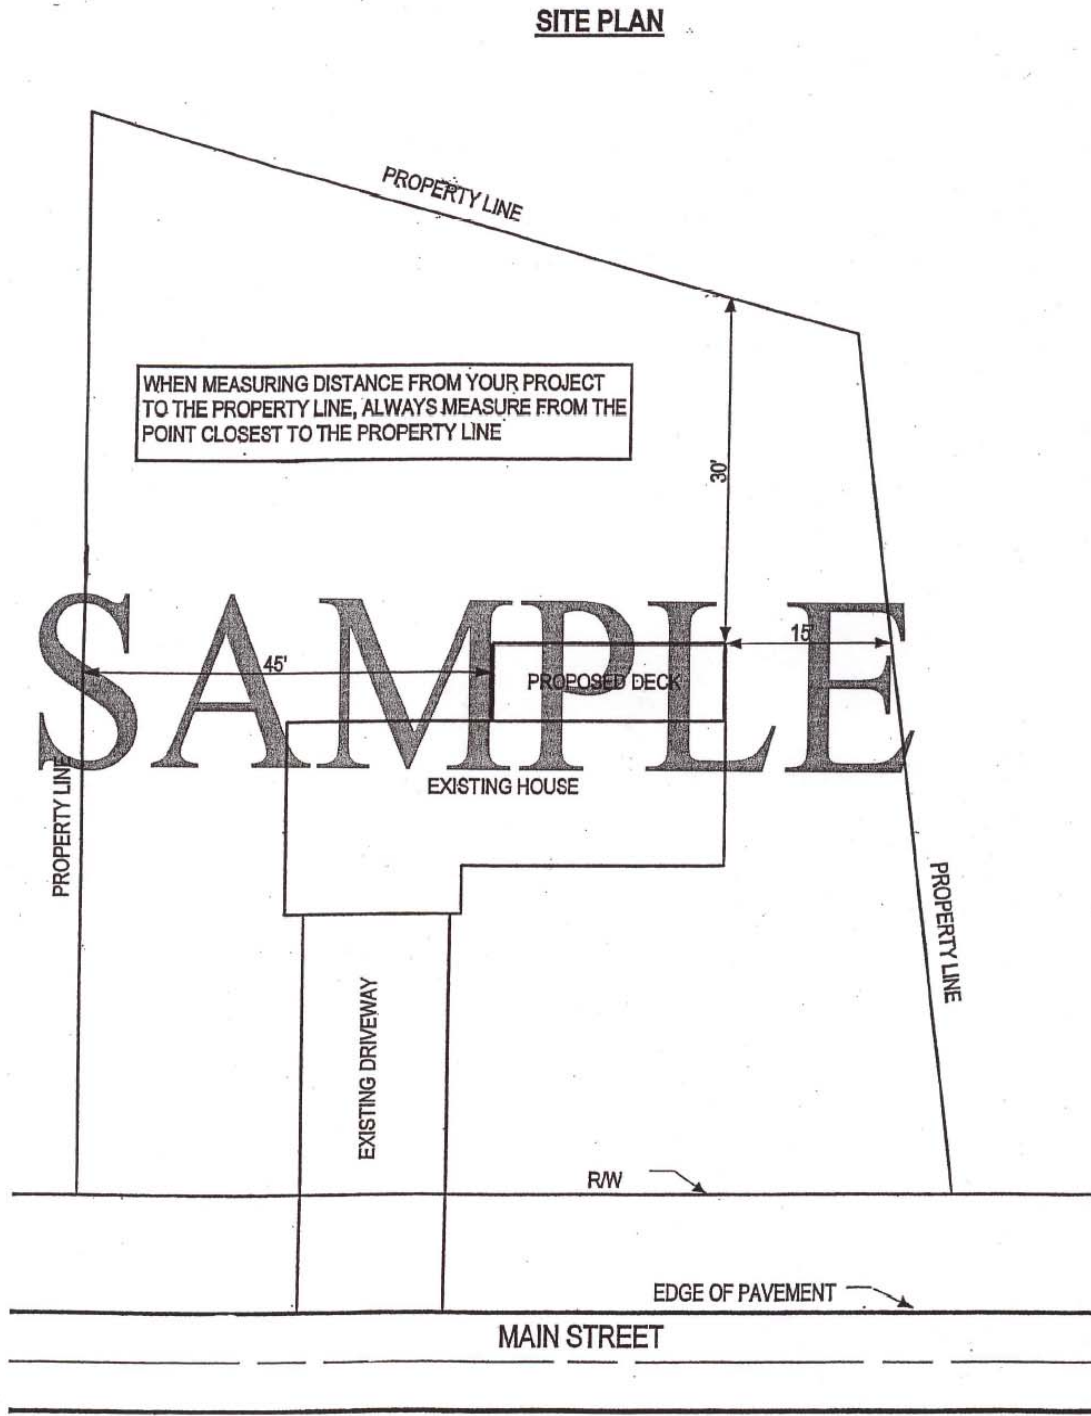 SITE PLAN
PROPERTY LINE
WHEN MEASURING DISTANCE FROM YOUR PROJECT
TO THE PROPERTY LINE, ALWAYS MEASURE FROM THE
POINT CLOSEST TO THE PROPERTY LINE
30'
SAMPLE
15'
45'
PROPOSED DECK
EXISTING HOUSE
PROPERTY LINE
PROPERTY LINE
EXISTING DRIVEWAY
R/W
EDGE OF PAVEMENT
MAIN STREET